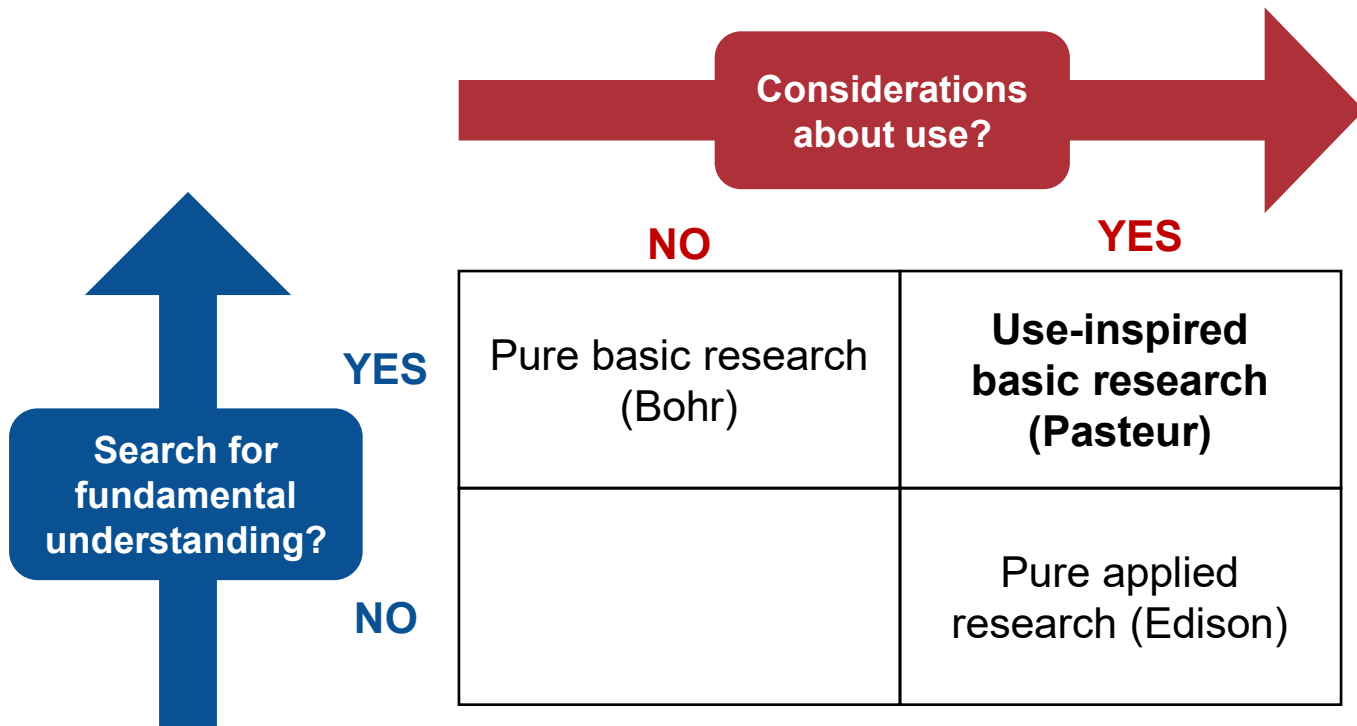 Considerations
about use?
NO
YES
YES
Pure basic research
(Bohr)
Use-inspired
basic research
(Pasteur)
Search for
fundamental
understanding?
NO
Pure applied
research (Edison)